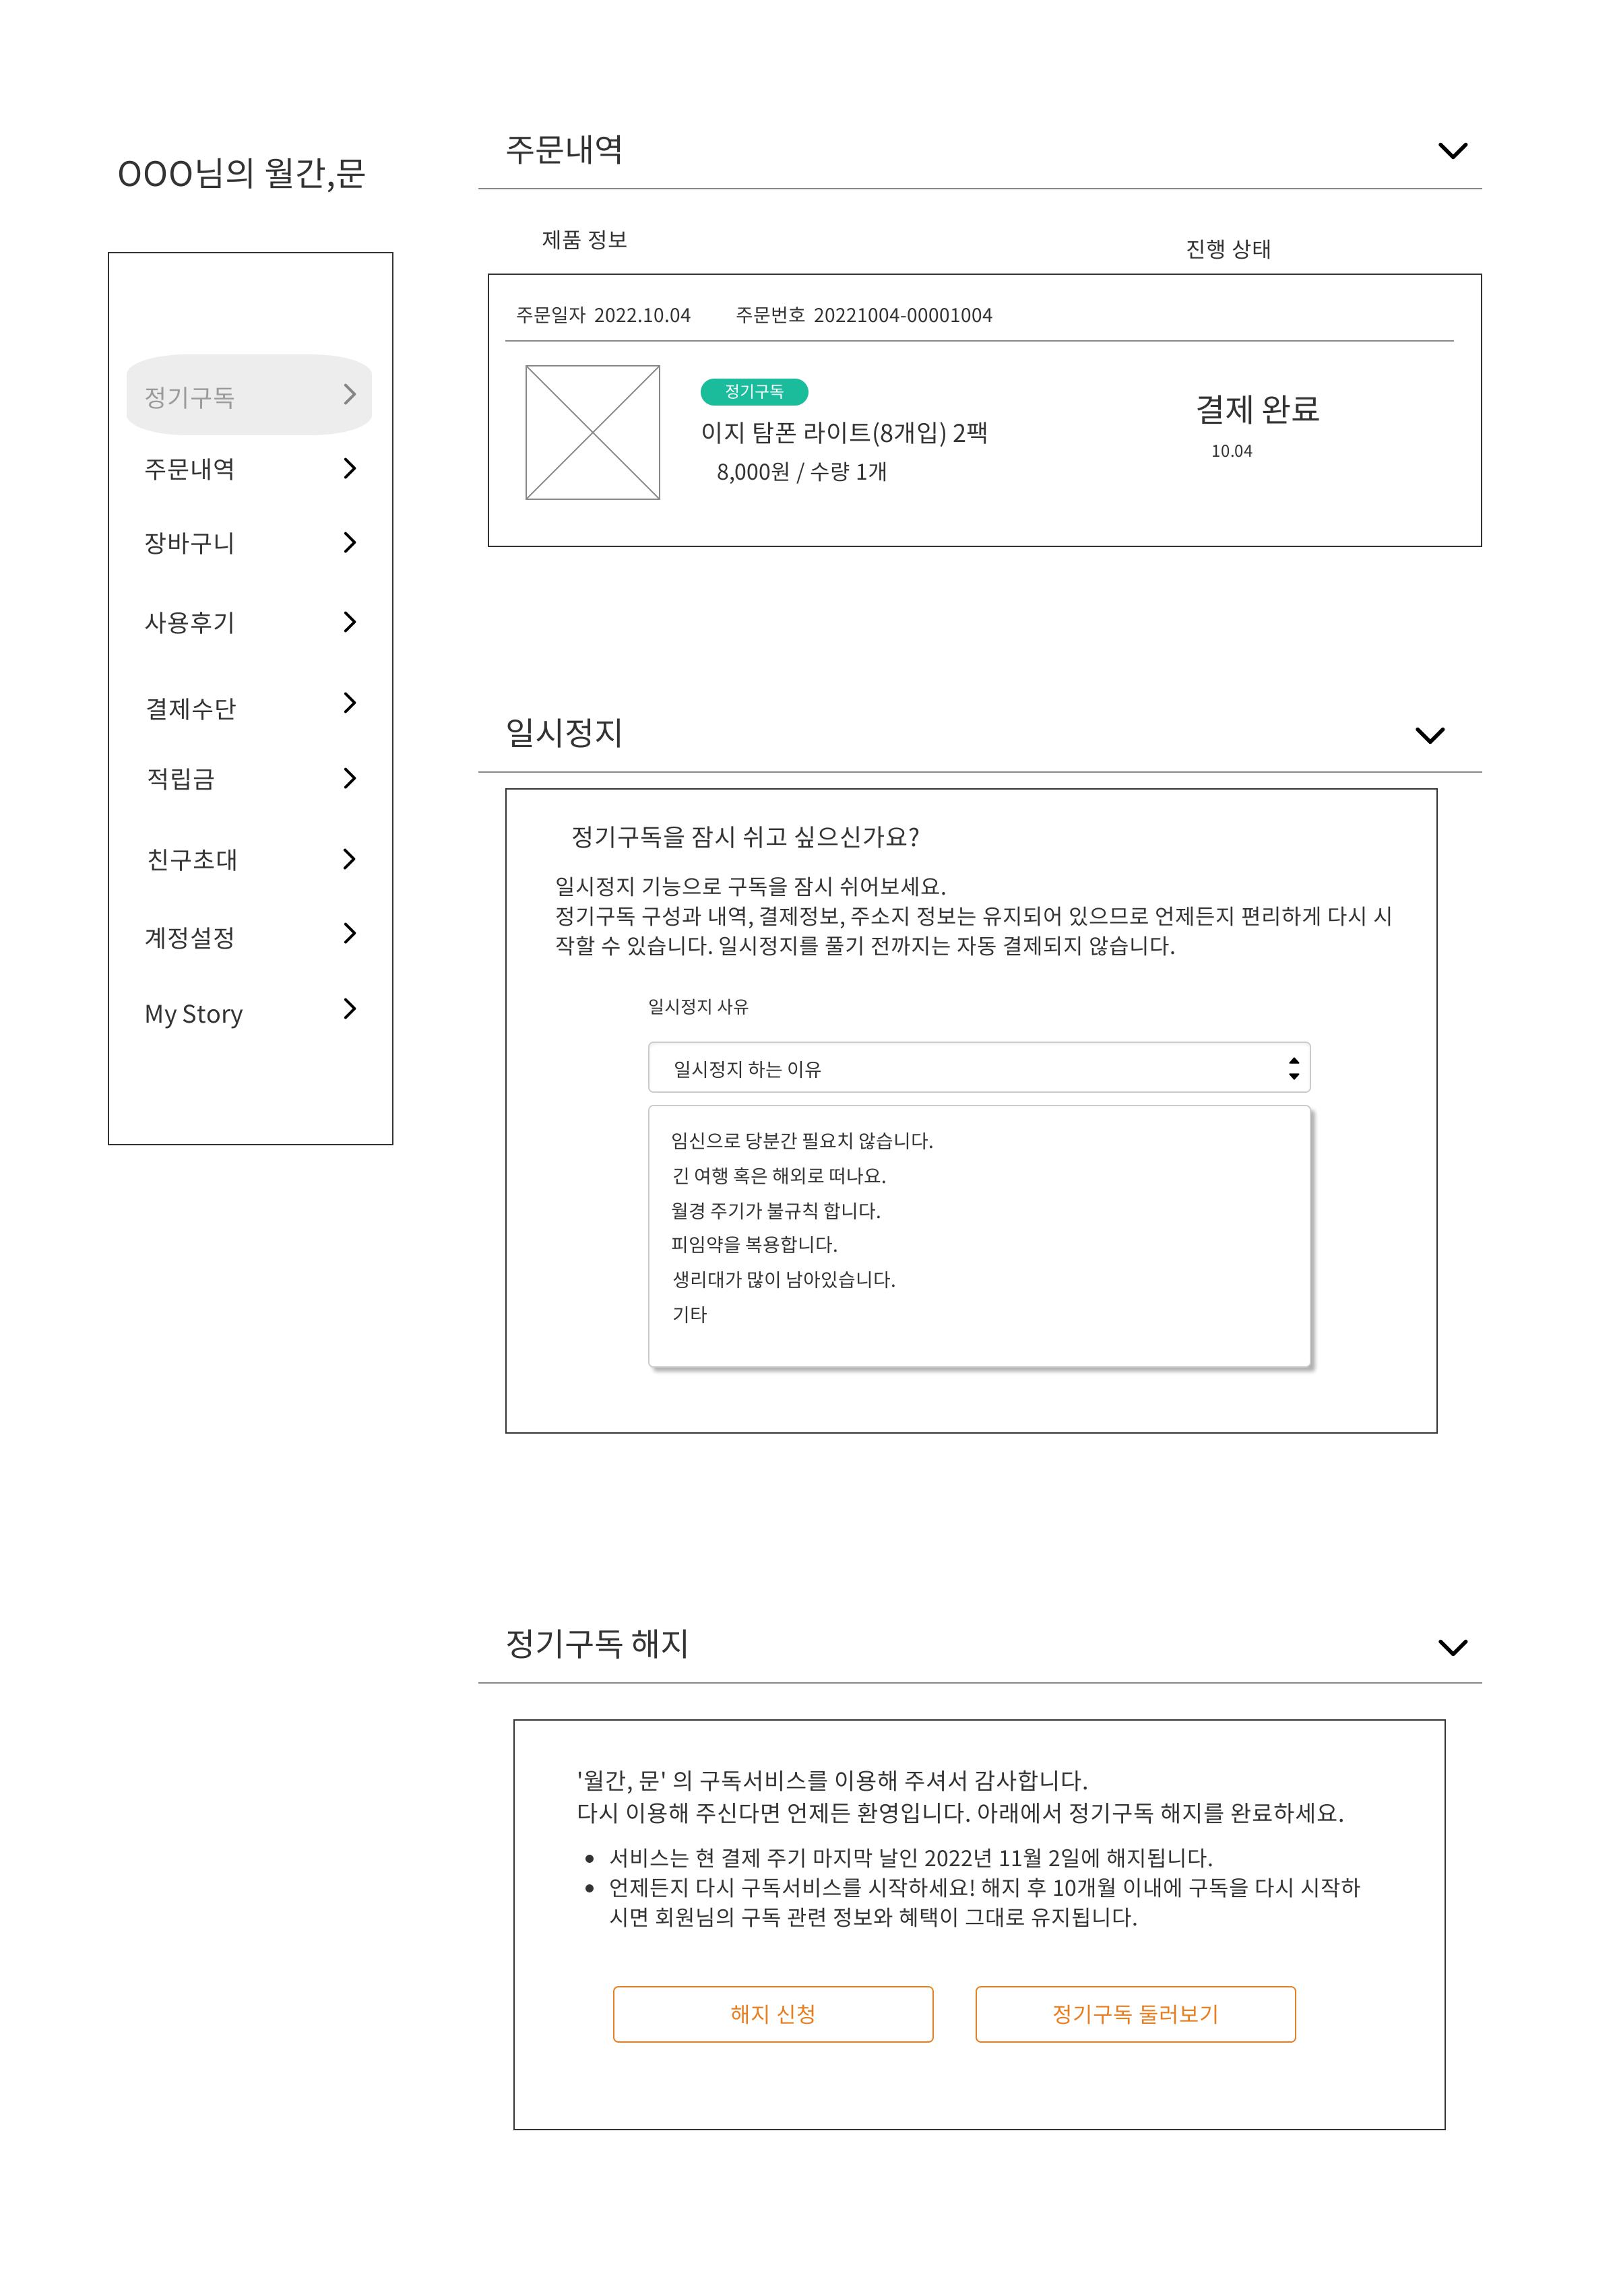 OOO님의 월간,문
정기구독
주문내역
장바구니
사용후기
결제수단
적립금
친구초대
계정설정
My Story
주문내역
제품 정보
진행 상태
주문일자 2022.10.04 주문번호 20221004-00001004
정기구독
이지 탐폰 라이트(8개입) 2팩
8,000원 / 수량 1개
결제 완료
10.04
일시정지
정기구독을 잠시 쉬고 싶으신가요?
일시정지 기능으로 구독을 잠시 쉬어보세요.
정기구독 구성과 내역, 결제정보, 주소지 정보는 유지되어 있으므로 언제든지 편리하게 다시 시
작할 수 있습니다. 일시정지를 풀기 전까지는 자동 결제되지 않습니다.
일시정지 사유
일시정지 하는 이유
임신으로 당분간 필요치 않습니다.
긴 여행 혹은 해외로 떠나요.
월경 주기가 불규칙 합니다.
피임약을 복용합니다.
생리대가 많이 남아있습니다.
기타
정기구독 해지
'월간, 문' 의 구독서비스를 이용해 주셔서 감사합니다.
다시 이용해 주신다면 언제든 환영입니다. 아래에서 정기구독 해지를 완료하세요.
● 서비스는 현 결제 주기 마지막 날인 2022년 11월 2일에 해지됩니다.
● 언제든지 다시 구독서비스를 시작하세요! 해지 후 10개월 이내에 구독을 다시 시작하
시면 회원님의 구독 관련 정보와 혜택이 그대로 유지됩니다.
해지 신청
정기구독 둘러보기